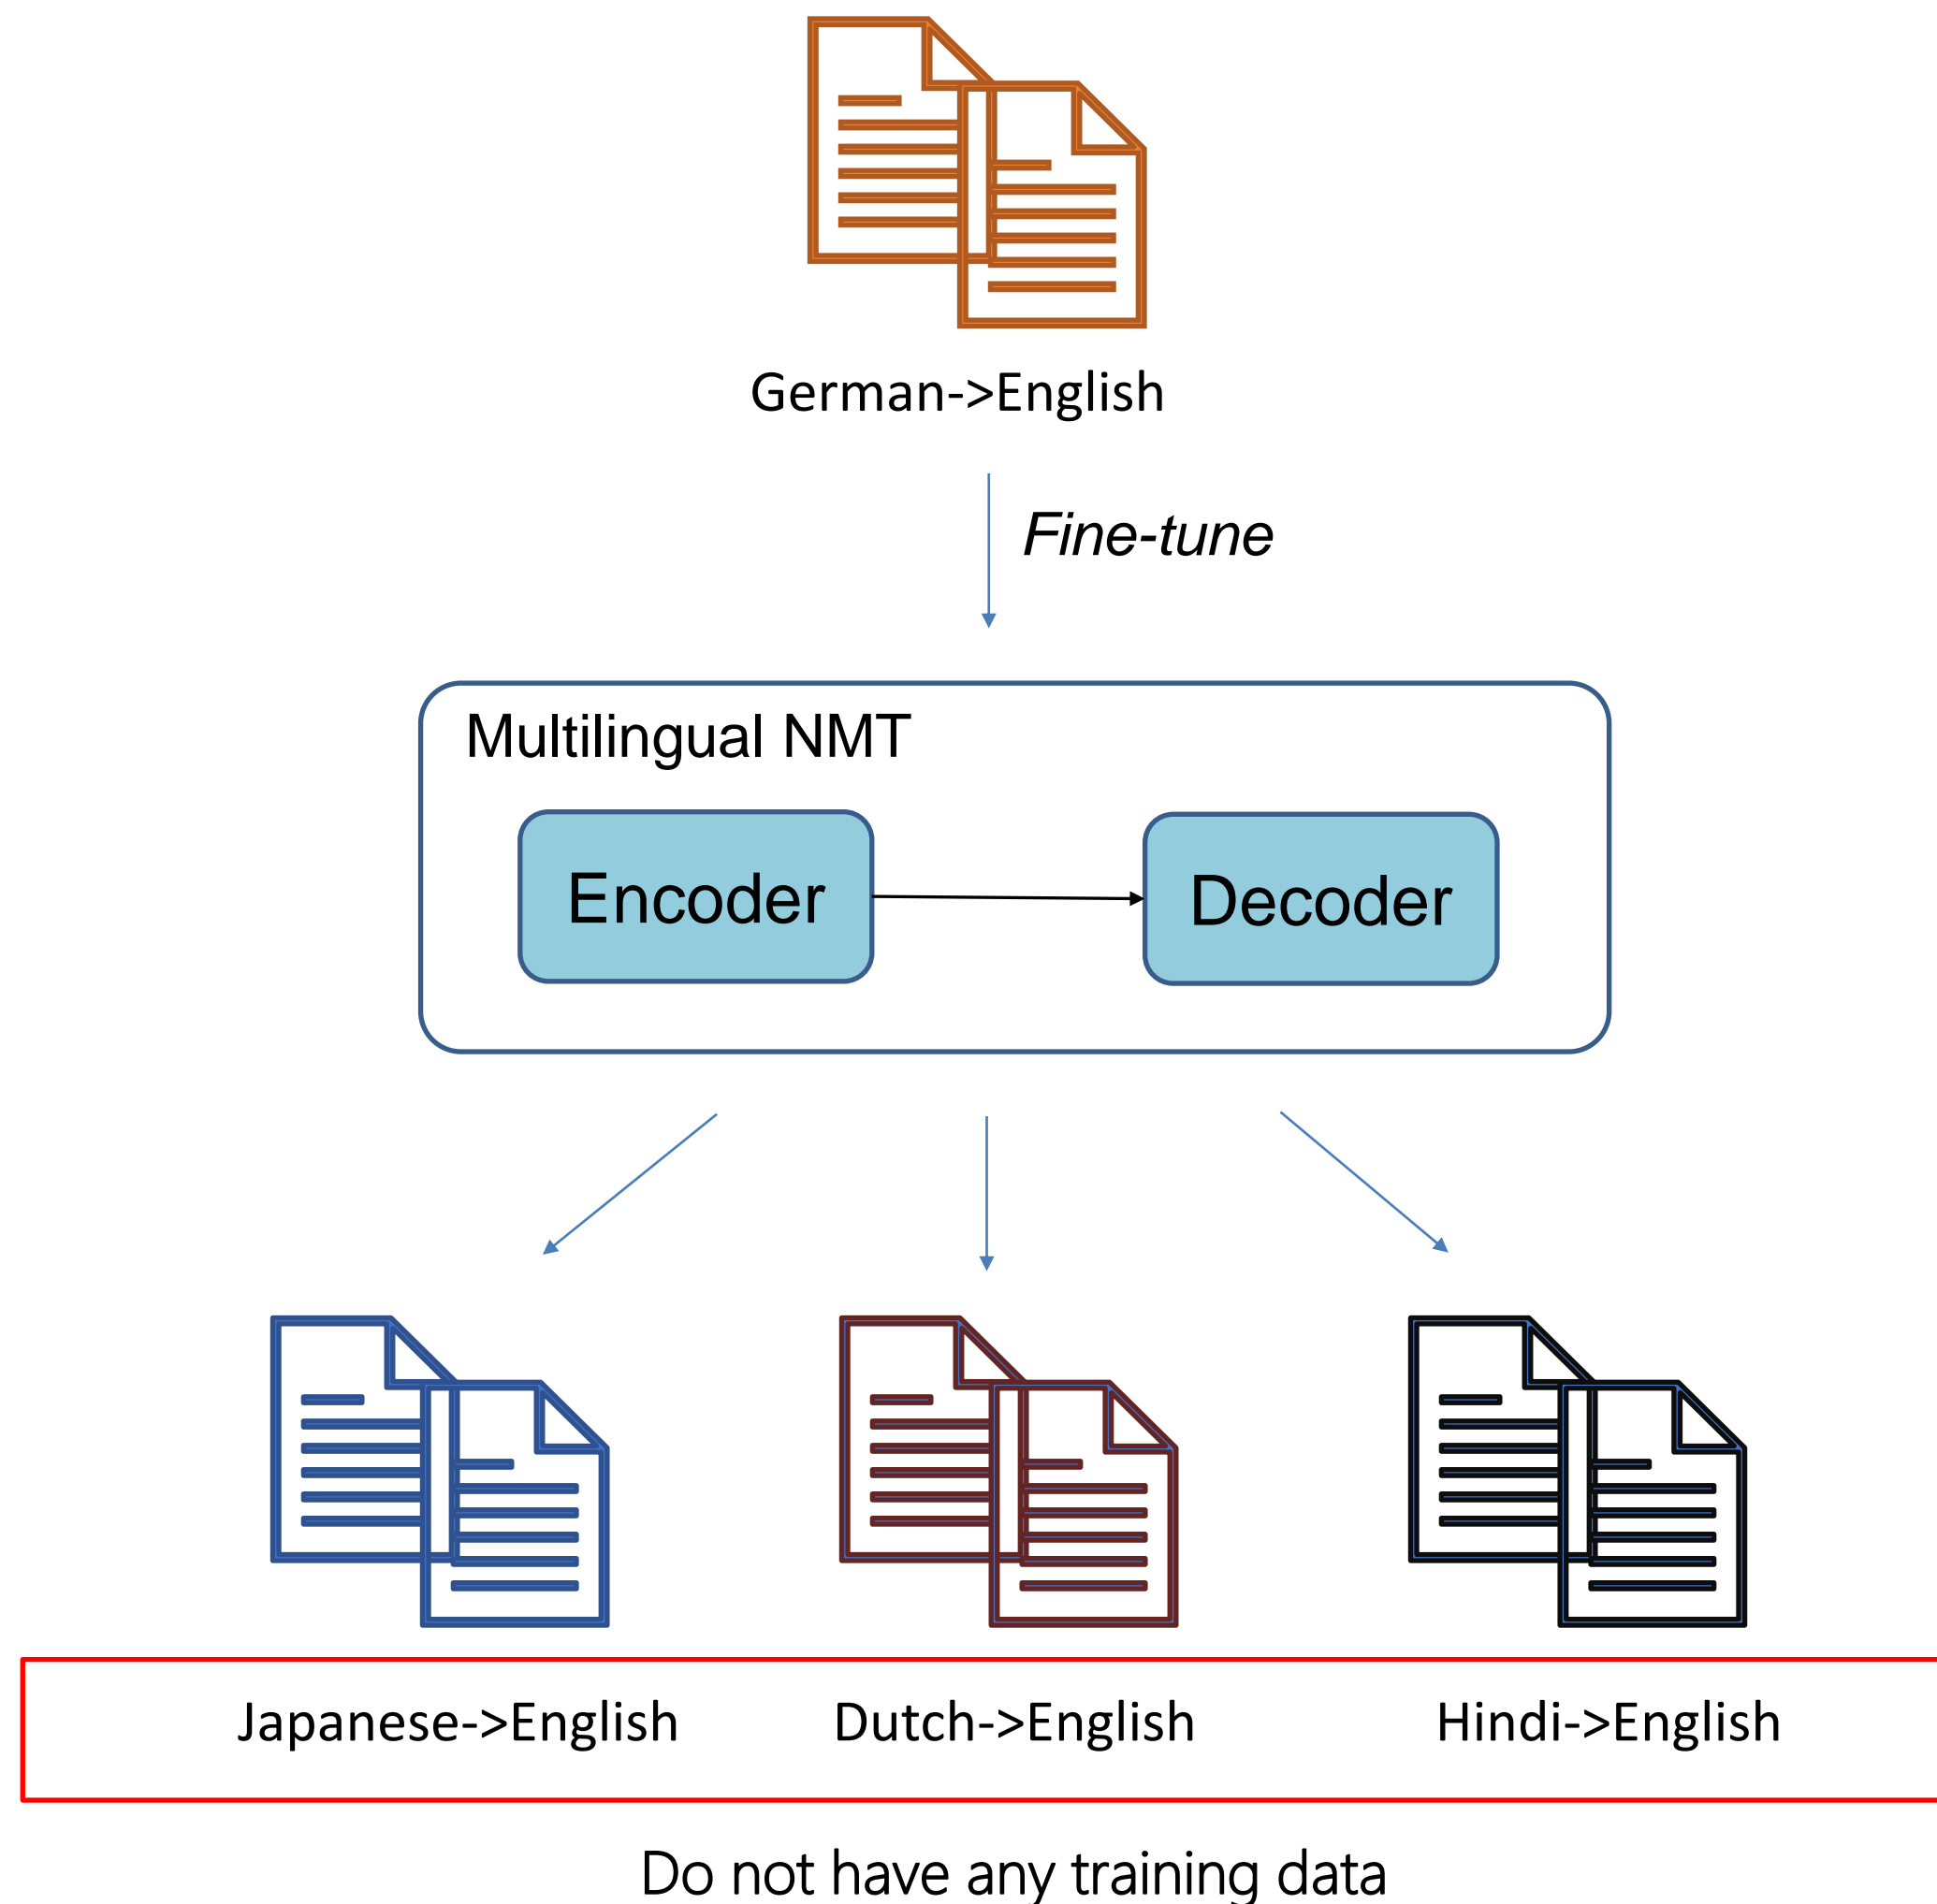 German->English
Fine-tune
Multilingual NMT
Encoder
Decoder
Japanese->English
Dutch->English
Hindi->English
Do not have any training data